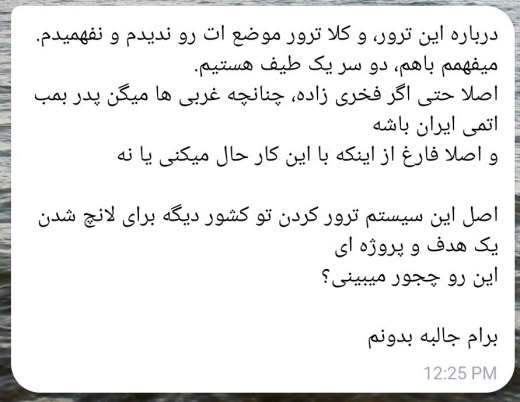 درباره این ترور، و کلا ترور موضع ات رو ندیدم و نفهمیدم.
میفهمم باهم، دو سر یک طیف هستیم.
اصلا حتی اگر فخری زاده، چنانچه غربی ها میگن پدر بمب
اتمی ایران باشه
و اصلا فارغ از اینکه با این کار حال میکنی یا نه
اصل این سیستم ترور کردن تو کشور دیگه برای لانچ شدن
یک هدف و پروژه ای
این رو چجور میبینی؟
برام جالبه بدونم
12:25 PM